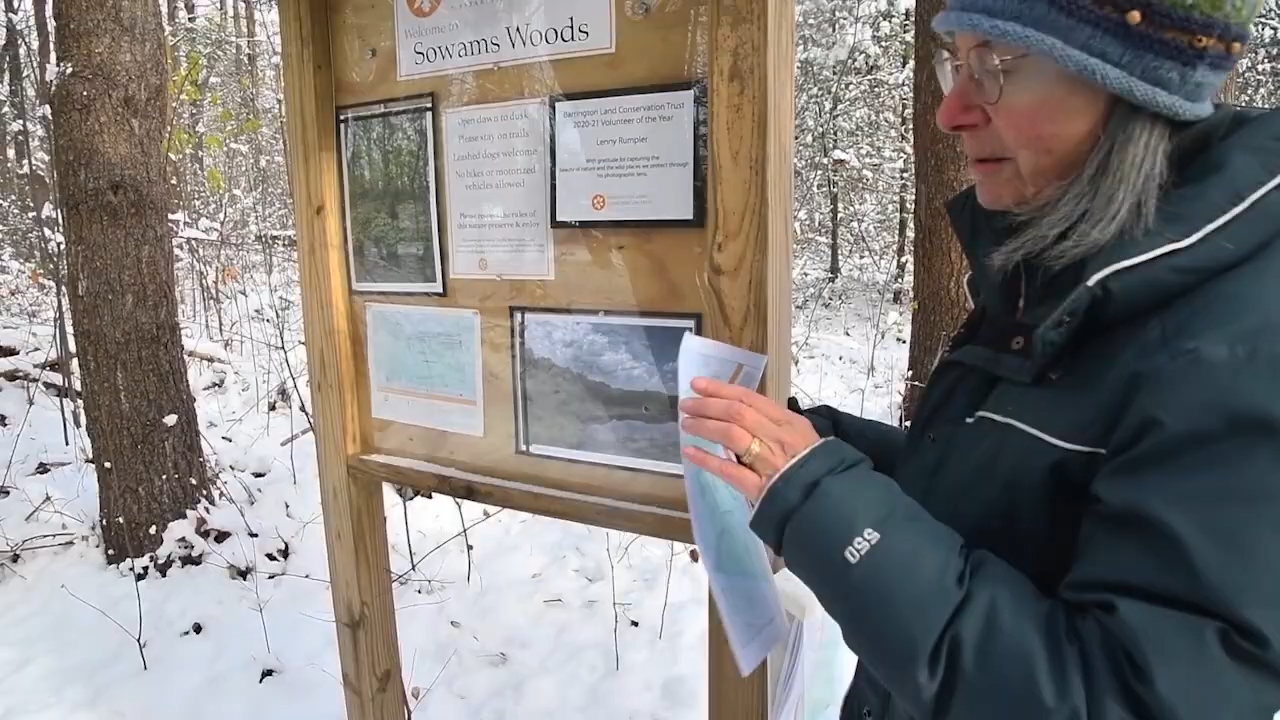 Welcome to
Sowams Woods
Open dawn to dusk
Please stay on trails
Leashed dogs welcome
No bikes or motorized
vehicles allowed
Please respect the rules of
this nature preserve & enjoy
Barrington Land Conservation Trust
2020-21 Volunteer of the Year
Lenny Rumpler
With gratitude for capturing the
beauty of nature and the wild places we protect through
his photographic lens.
550